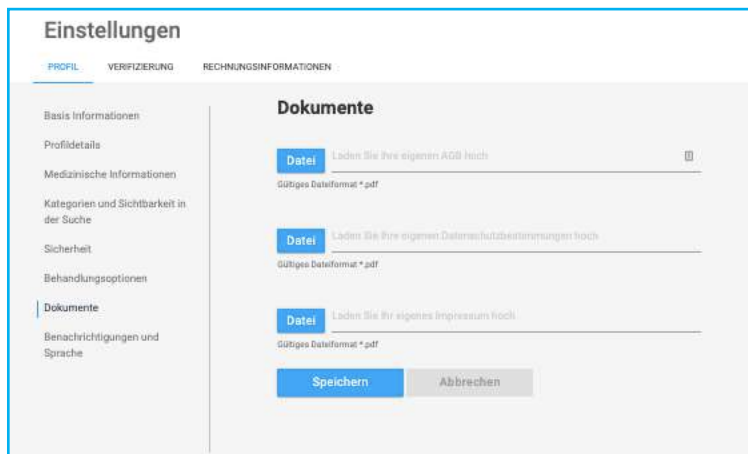 Einstellungen
PROFIL VERIFIZIERUNG RECHNUNGSINFORMATIONEN
Basis Informationen
Profildetails
Medizinische Informationen
Kategorien und Sichtbarkeit in
der Suche
Sicherheit
Behandlungsoptionen
Dokumente
Benachrichtigungen und
Sprache
Dokumente
Datei Laden Sie Ihre eigenen AGB hoch
Gültiges Dateiformat *.pdf
Datei Laden Sie Ihre eigenen Datenschutzbestimmungen hoch
Gültiges Dateiformat *.pdf
Datei Laden Sie Ihr eigenes Impressum hoch
Gültiges Dateiformat *.pdf
Speichern Abbrechen